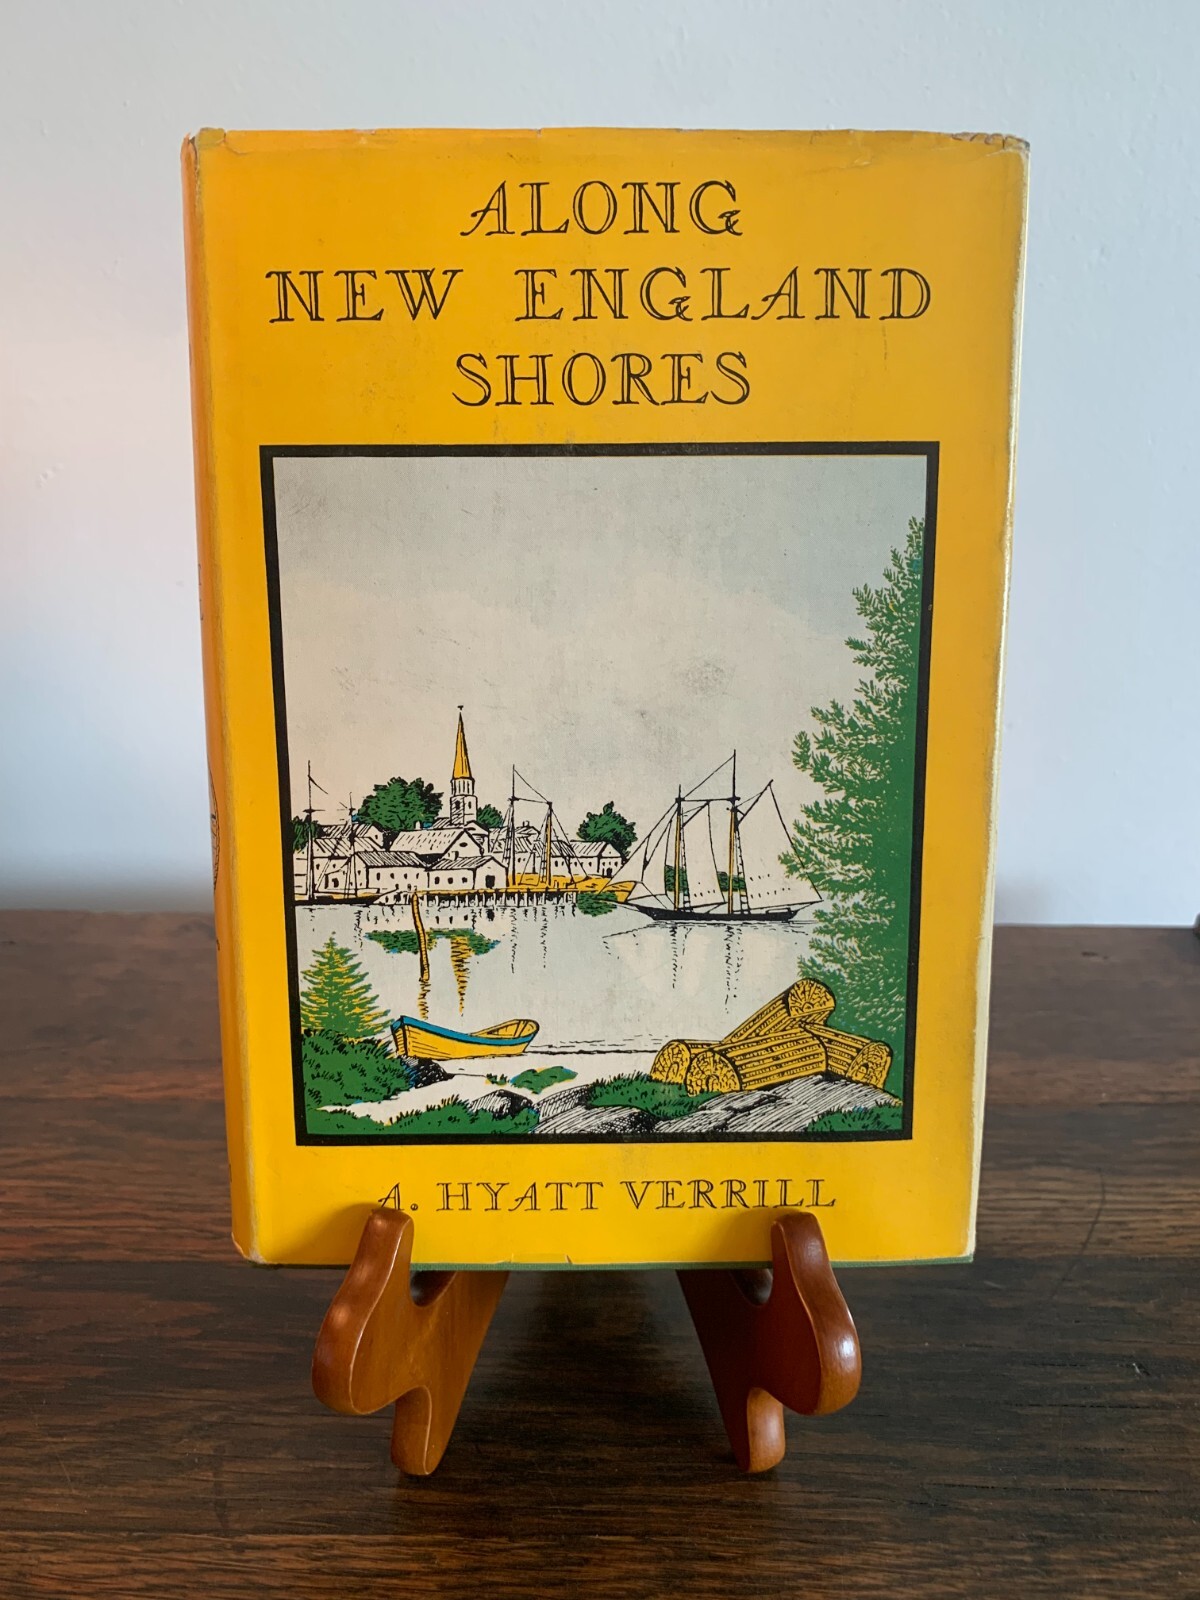 ALONG
NEW ENGLAND
SHORES
A. HYATT VERRILL